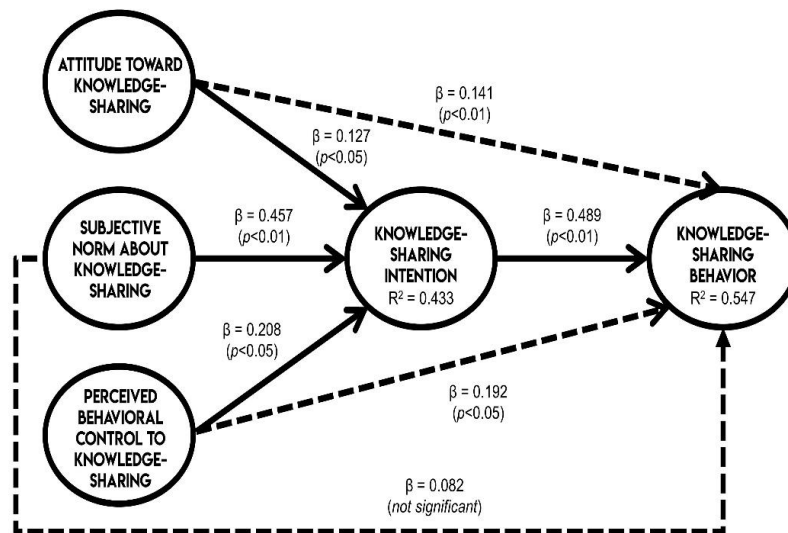 ATTITUDE TOWARD
KNOWLEDGE-
SHARING
β = 0.141
(p<0.01)
β = 0.127
(p<0.05)
SUBJECTIVE
NORM ABOUT
KNOWLEDGE-
SHARING
β = 0.457
(p<0.01)
KNOWLEDGE-
SHARING
INTENTION
R² = 0.433
β = 0.489
(p<0.01)
KNOWLEDGE-
SHARING
BEHAVIOR
R² = 0.547
β = 0.208
(p<0.05)
PERCEIVED
BEHAVIORAL
CONTROL TO
KNOWLEDGE-
SHARING
β = 0.192
(p<0.05)
β = 0.082
(not significant)